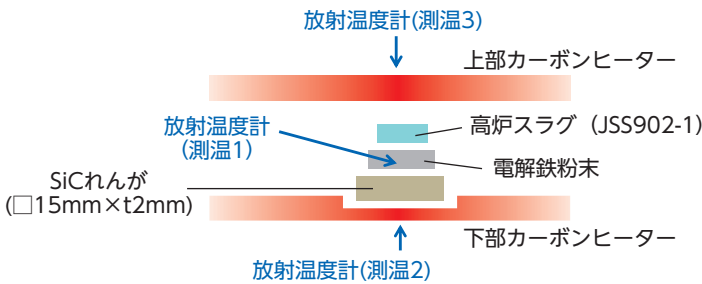 放射温度計(測温3)
上部カーボンヒーター
放射温度計
(測温1)
高炉スラグ（JSS902-1）
電解鉄粉末
SiCれんが
(□15mm×t2mm)
下部カーボンヒーター
放射温度計(測温2)